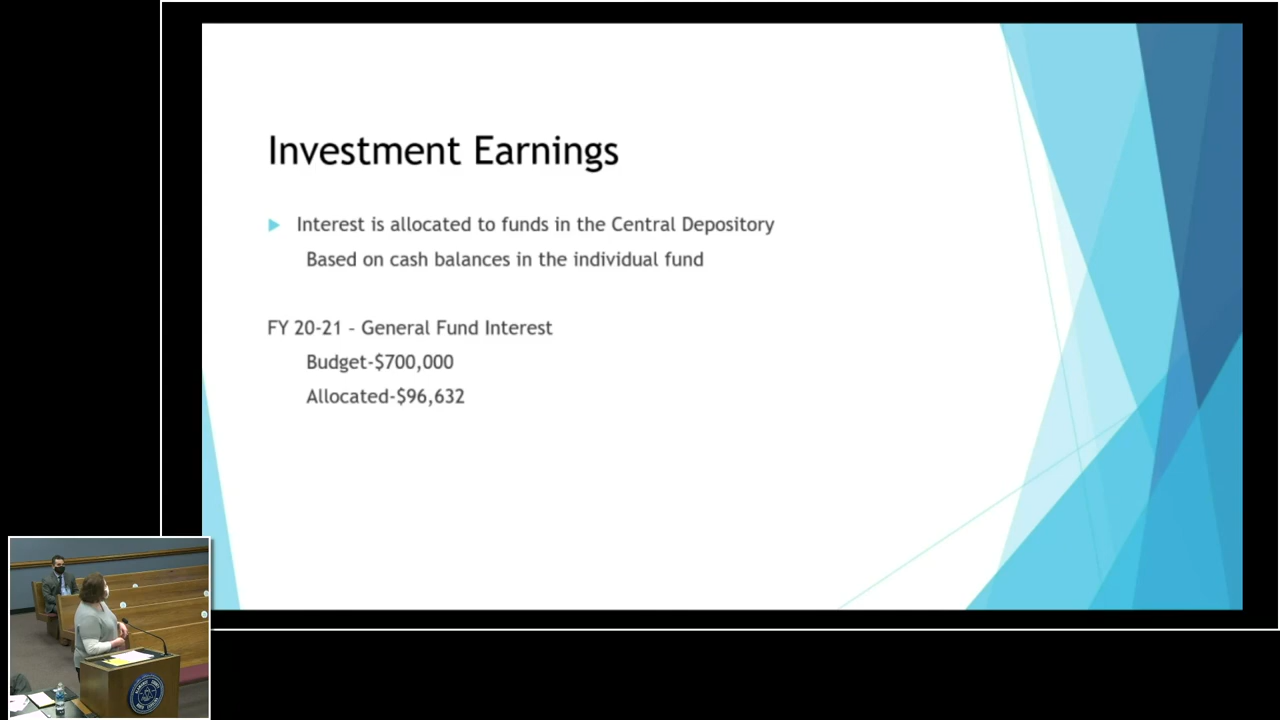 Investment Earnings
Interest is allocated to funds in the Central Depository
Based on cash balances in the individual fund
FY 20-21 – General Fund Interest
Budget-$700,000
Allocated-$96,632